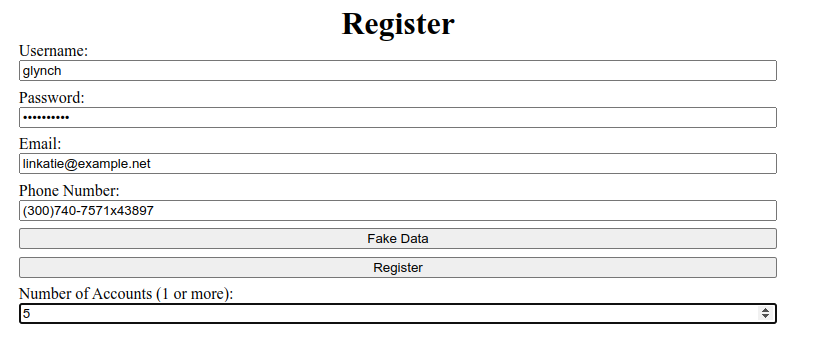 Register
Username:
glynch
Password:
••••••••••
Email:
linkatie@example.net
Phone Number:
(300)740-7571x43897
Fake Data
Register
Number of Accounts (1 or more):
5